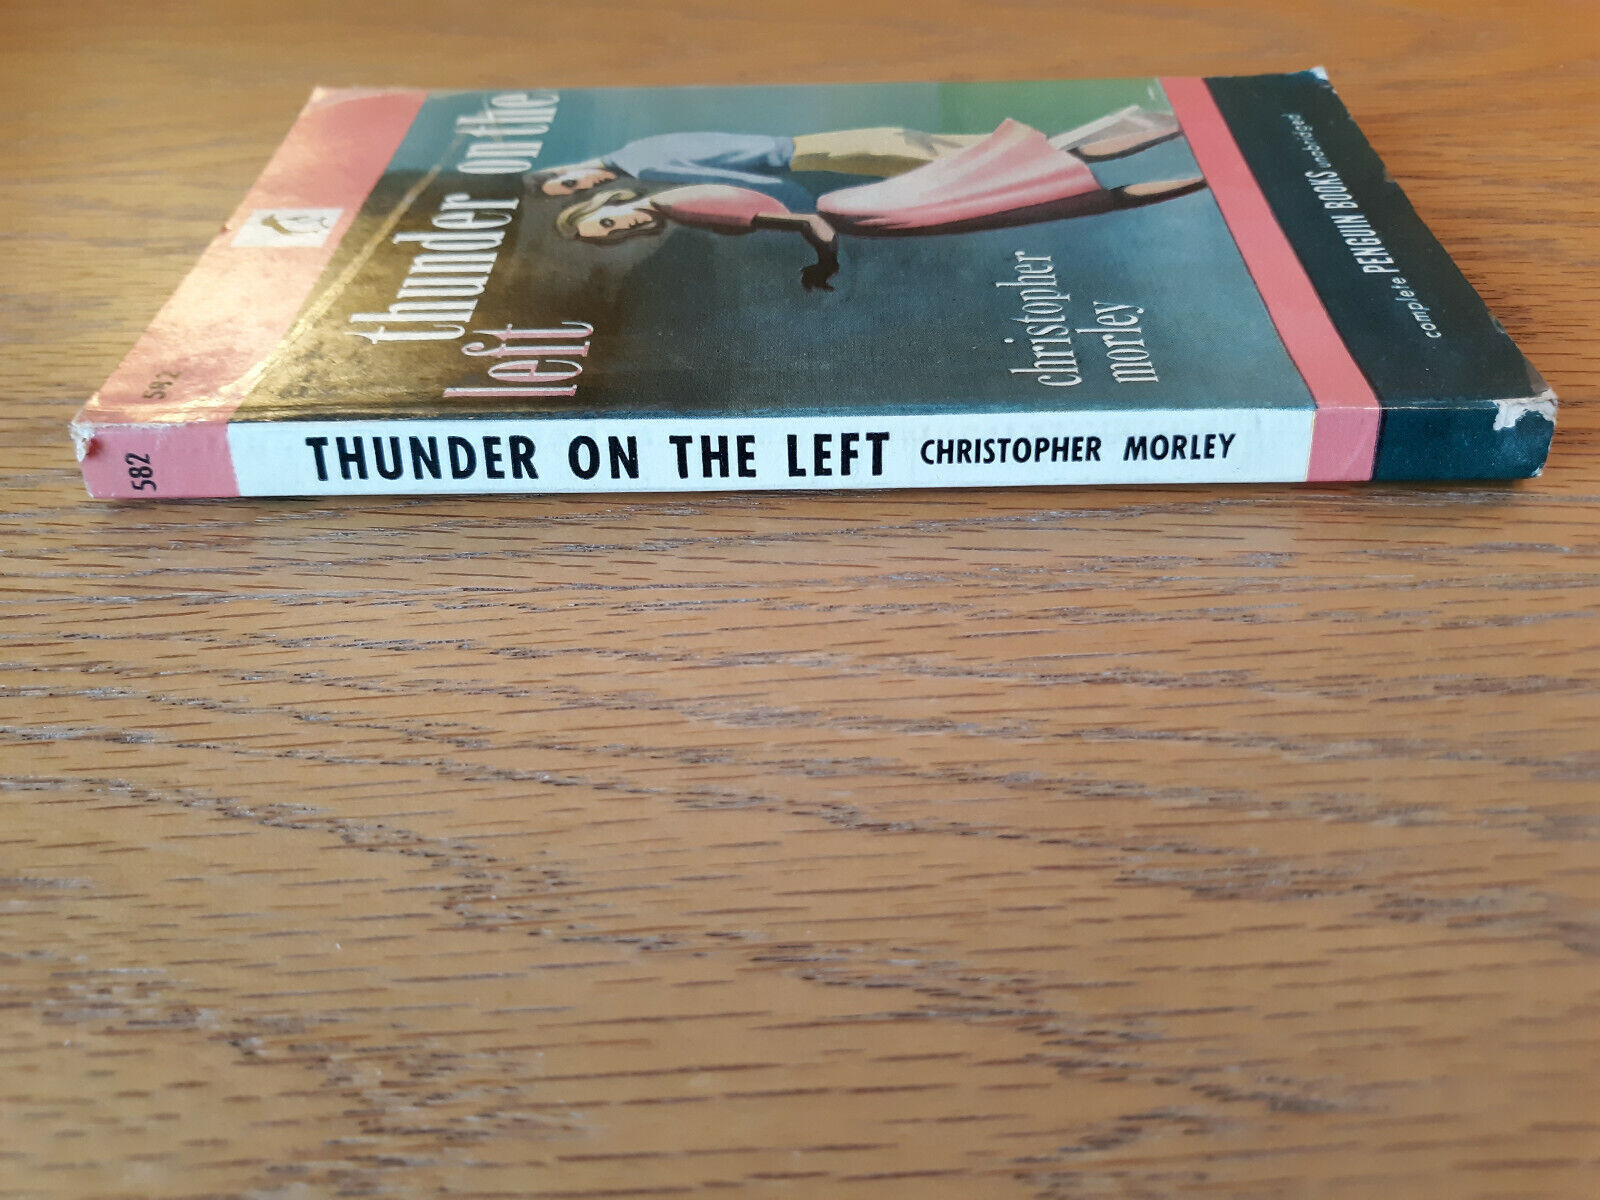 582
thunder on the
left
christopher
morley
complete PENGUIN BOOKS unabridged
582
THUNDER ON THE LEFT CHRISTOPHER MORLEY